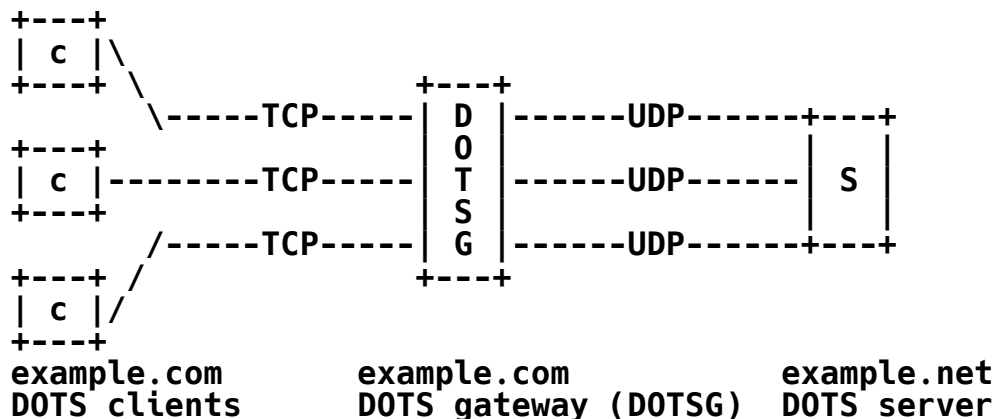 +---+
| c |\
+---+ \              +---+
       \-----TCP-----| D |------UDP------+---+
+---+                | O |               |   |
| c |--------TCP-----| T |------UDP------| S |
+---+                | S |               |   |
       /-----TCP-----| G |------UDP------+---+
+---+ /              +---+
| c |/
+---+
example.com       example.com           example.net
DOTS clients      DOTS gateway (DOTSG)  DOTS server